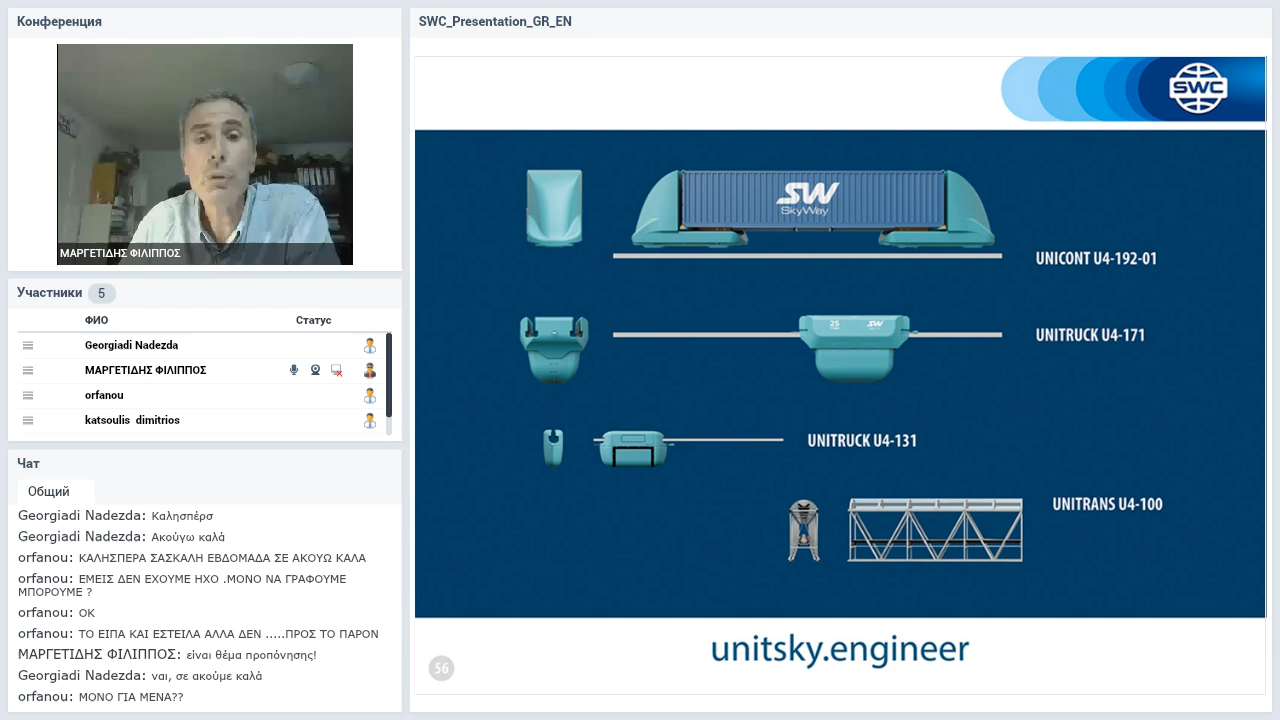 Конференция
ΜΑΡΓΕΤΙΔΗΣ ΦΙΛΙΠΠΟΣ
Участники 5
ФИО Статус
Georgiadi Nadezda
ΜΑΡΓΕΤΙΔΗΣ ΦΙΛΙΠΠΟΣ
orfanou
katsoulis dimitrios
Чат
Общий
Georgiadi Nadezda: Καλησπέρσ
Georgiadi Nadezda: Ακούγω καλά
orfanou: ΚΑΛΗΣΠΕΡΑ ΣΑΣΚΑΛΗ ΕΒΔΟΜΑΔΑ ΣΕ ΑΚΟΥΩ ΚΑΛΑ
orfanou: ΕΜΕΙΣ ΔΕΝ ΕΧΟΥΜΕ ΗΧΟ .ΜΟΝΟ ΝΑ ΓΡΑΦΟΥΜΕ
ΜΠΟΡΟΥΜΕ ?
orfanou: ΟΚ
orfanou: ΤΟ ΕΙΠΑ ΚΑΙ ΕΣΤΕΙΛΑ ΑΛΛΑ ΔΕΝ .....ΠΡΟΣ ΤΟ ΠΑΡΟΝ
ΜΑΡΓΕΤΙΔΗΣ ΦΙΛΙΠΠΟΣ: είναι θέμα προπόνησης!
Georgiadi Nadezda: ναι, σε ακούμε καλά
orfanou: ΜΟΝΟ ΓΙΑ ΜΕΝΑ??
SWC_Presentation_GR_EN
SWC
SW
SkyWay
UNICONT U4-192-01
25
SW
UNITRUCK U4-171
UNITRUCK U4-131
UNITRANS U4-100
unitsky.engineer
56